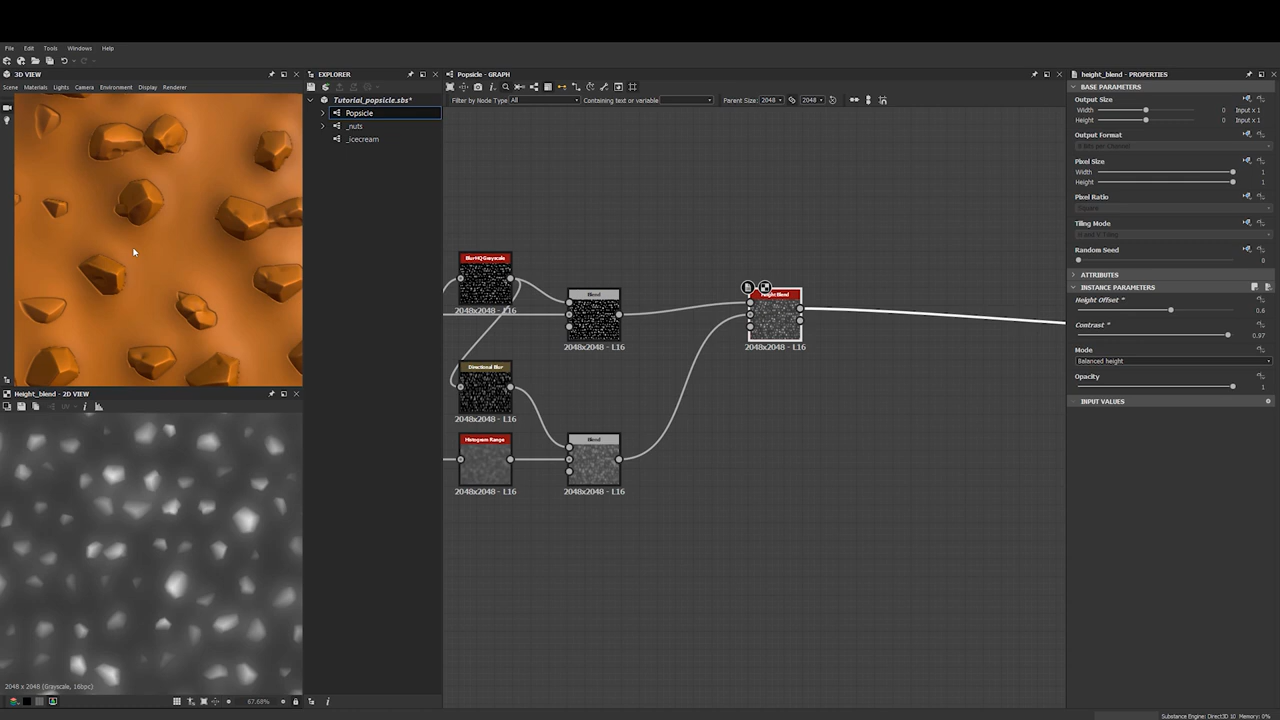 File Edit Tools Windows Help
3D VIEW
Scene Materials Lights Camera Environment Display Renderer
EXPLORER
Tutorial_popsicle.sbs*
Popsicle
_nuts
_icecream
Popsicle - GRAPH
Filter by Node Type All Containing text or variable Parent Size: 2048 2048
BlurHQ Grayscale
2048x2048 - L16
Blend
2048x2048 - L16
Height Blend
2048x2048 - L16
Directional Blur
2048x2048 - L16
Histogram Range
2048x2048 - L16
Blend
2048x2048 - L16
height_blend - PROPERTIES
BASE PARAMETERS
Output Size
Width 0 Input x 1
Height 0 Input x 1
Output Format
Pixel Size
Width 1
Height 1
Pixel Ratio
Tiling Mode
Random Seed
0
ATTRIBUTES
INSTANCE PARAMETERS
Height Offset *
0.6
Contrast *
0.97
Mode
Balanced height
Opacity
1
INPUT VALUES
Height_blend - 2D VIEW
UV
2048 x 2048 (Grayscale, 16bpc)
67.68%
Substance Engine: Direct3D 10 Memory: 0%